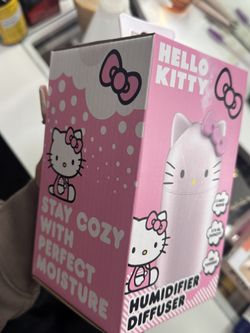 HELLO
KITTY
STAY COZY
WITH
PERFECT
MOISTURE
HUMIDIFIER
DIFFUSER